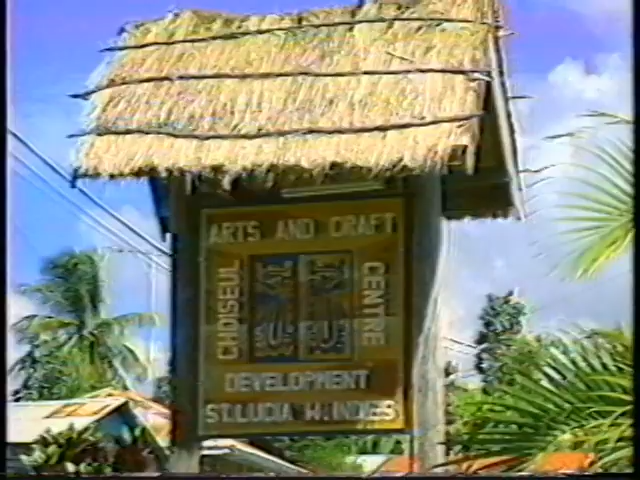 ARTS AND CRAFT
CHOISEUL
CENTRE
DEVELOPMENT
ST.LUCIA W.INDIES